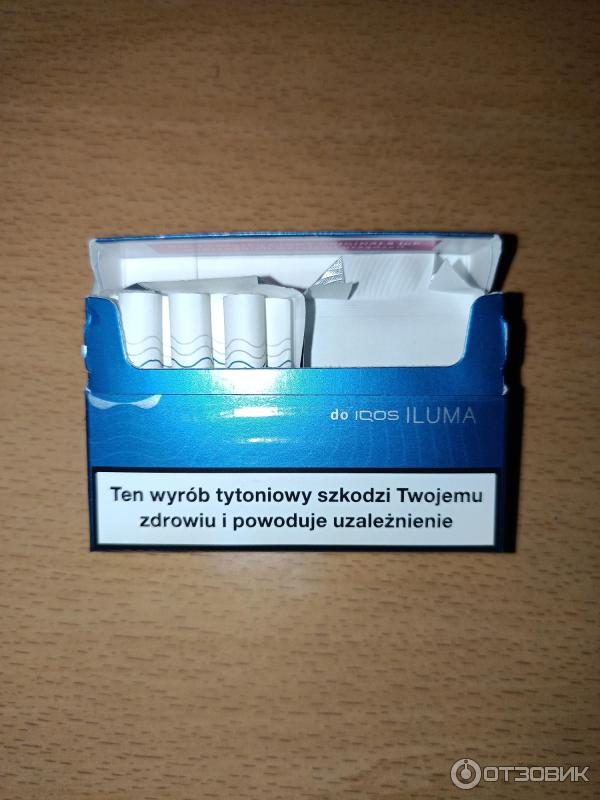 do IQOS ILUMA
Ten wyrób tytoniowy szkodzi Twojemu
zdrowiu i powoduje uzależnienie
ОТЗОВИК